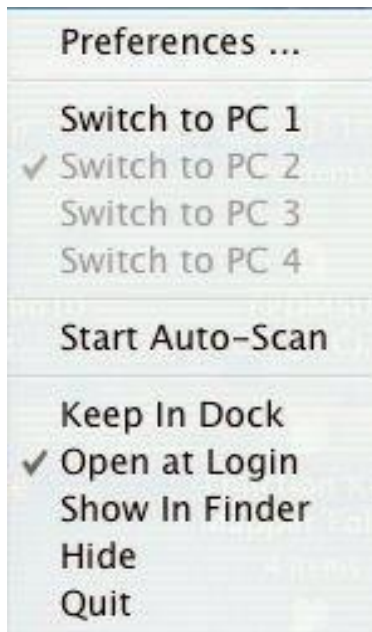 Preferences ...
Switch to PC 1
✓ Switch to PC 2
Switch to PC 3
Switch to PC 4
Start Auto-Scan
Keep In Dock
✓ Open at Login
Show In Finder
Hide
Quit